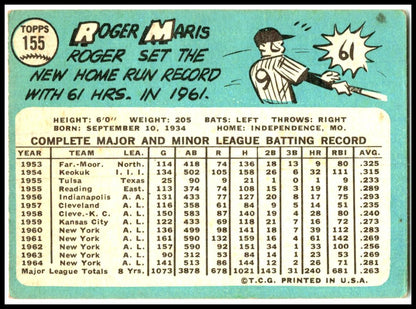 TOPPS
155
ROGER MARIS
ROGER SET THE
NEW HOME RUN RECORD
WITH 61 HRS. IN 1961.
9
61
HEIGHT: 6'0" WEIGHT: 205 BATS: LEFT THROWS: RIGHT
BORN: SEPTEMBER 10, 1934 HOME: INDEPENDENCE, MO.
COMPLETE MAJOR AND MINOR LEAGUE BATTING RECORD
YEAR TEAM LEA. G AB R H 2B 3B HR RBI AVG.
1953 Far.-Moor. North. 114 418 74 136 18 13 9 80 .325
1954 Keokuk I. I. I. 134 502 105 158 26 6 32 111 .315
1955 Tulsa Texas 25 90 9 21 1 0 1 9 .233
1955 Reading East. 113 374 74 108 15 3 19 78 .289
1956 Indianapolis A. A. 131 433 77 127 20 8 17 75 .293
1957 Cleveland A. L. 116 358 61 84 9 5 14 51 .235
1958 Cleve.-K. C. A. L. 150 583 87 140 19 4 28 80 .240
1959 Kansas City A. L. 122 433 69 118 21 7 16 72 .273
1960 New York A. L. 136 499 98 141 18 7 39 112 .283
1961 New York A. L. 161 590 132 159 16 4 61 142 .269
1962 New York A. L. 157 590 92 151 34 1 33 100 .256
1963 New York A. L. 90 312 53 84 14 1 23 53 .269
1964 New York A. L. 141 513 86 144 12 2 26 71 .281
Major League Totals 8 Yrs. 1073 3878 678 1021 143 31 240 681 .263
©T.C.G. PRINTED IN U.S.A.